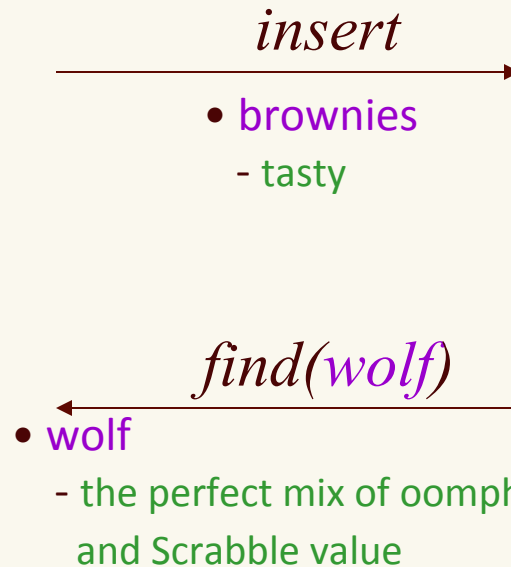 insert
• brownies
- tasty
find(wolf)
• wolf
- the perfect mix of oomph
and Scrabble value